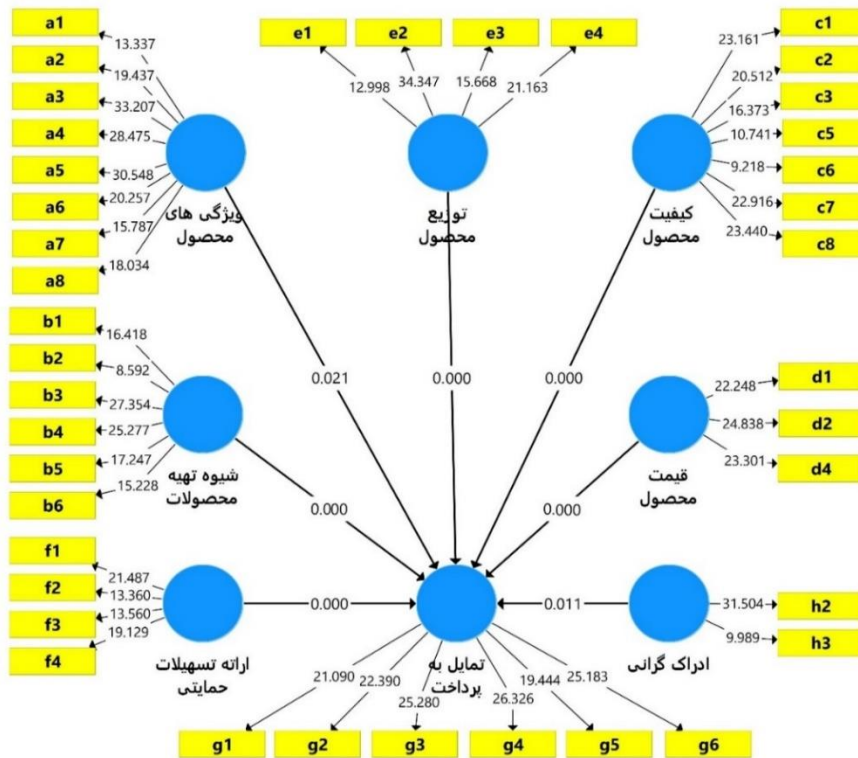 a1
a2
a3
a4
a5
a6
a7
a8
13.337
19.437
33.207
28.475
30.548
20.257
15.787
18.034
ویژگی های
محصول
e1
e2
e3
e4
12.998
34.347
15.668
21.163
توزیع
محصول
c1
c2
c3
c5
c6
c7
c8
23.161
20.512
16.373
10.741
9.218
22.916
23.440
کیفیت
محصول
b1
b2
b3
b4
b5
b6
16.418
8.592
27.354
25.277
17.247
15.228
شیوه تهیه
محصولات
0.021
0.000
0.000
d1
d2
d4
22.248
24.838
23.301
قیمت
محصول
0.000
0.000
f1
f2
f3
f4
21.487
13.360
13.560
19.129
اراثه تسهیلات
حمایتی
0.000
تمایل به
پرداخت
0.011
ادراک گرانی
31.504
9.989
h2
h3
21.090
22.390
25.280
26.326
19.444
25.183
g1
g2
g3
g4
g5
g6